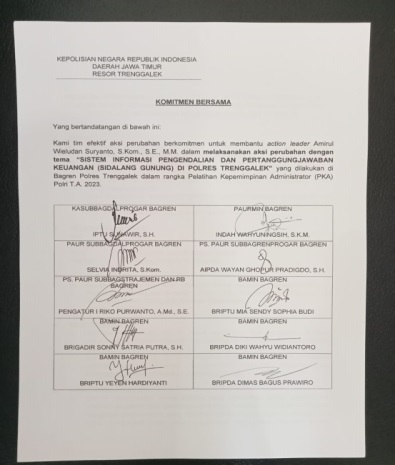 KEPOLISIAN NEGARA REPUBLIK INDONESIA
DAERAH JAWA TIMUR
RESOR TRENGGALEK
KOMITMEN BERSAMA
Yang bertandatangan di bawah ini:
Kami tim efektif aksi perubahan berkomitmen untuk membantu action leader Amirul
Wieludan Suryanto, S.Kom., S.E., M.M. dalam melaksanakan aksi perubahan dengan
tema "SISTEM INFORMASI PENGENDALIAN DAN PERTANGGUNGJAWABAN
KEUANGAN (SIDALANG GUNUNG) DI POLRES TRENGGALEK" yang dilakukan di
Bagren Polres Trenggalek dalam rangka Pelatihan Kepemimpinan Administrator (PKA)
Polri T.A. 2023.
KASUBBAGDALPROGAR BAGREN
IPTU S.H.
PAURMIN BAGREN
INDAH WAHYUNINGSIH, S.K.M.
PAUR SUBBAGDALPROGAR BAGREN
SELVIA INGRITA, S.Kom.
PS. PAUR SUBBAGRENPROGAR BAGREN
AIPDA WAYAN GHOPUR PRADIGDO, S.H.
PS. PAUR SUBBAGSTRAJEMEN DAN RB
BAGREN
PENGATUR I RIKO PURWANTO, A.Md., S.E.
BAMIN BAGREN
BRIPTU MIA SENDY SOPHIA BUDI
BAMIN BAGREN
BRIGADIR SONNY SATRIA PUTRA, S.H.
BAMIN BAGREN
BRIPDA DIKI WAHYU WIDIANTORO
BAMIN BAGREN
BRIPTU YEYEN HARDIYANTI
BAMIN BAGREN
BRIPDA DIMAS BAGUS PRAWIRO